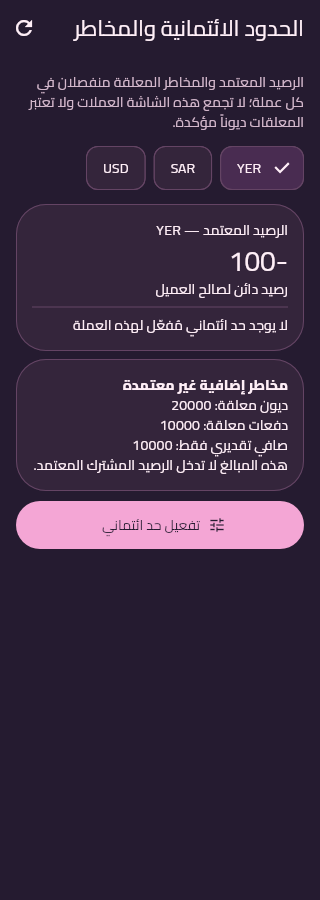 الحدود الائتمانية والمخاطر
الرصيد المعتمد والمخاطر المعلقة منفصلان في
كل عملة؛ لا تجمع هذه الشاشة العملات ولا تعتبر
المعلقات ديوناً مؤكدة.
YER
SAR
USD
الرصيد المعتمد — YER
-100
رصيد دائن لصالح العميل
لا يوجد حد ائتماني مُفعّل لهذه العملة
مخاطر إضافية غير معتمدة
ديون معلقة: 20000
دفعات معلقة: 10000
صافي تقديري فقط: 10000
هذه المبالغ لا تدخل الرصيد المشترك المعتمد.
تفعيل حد ائتماني